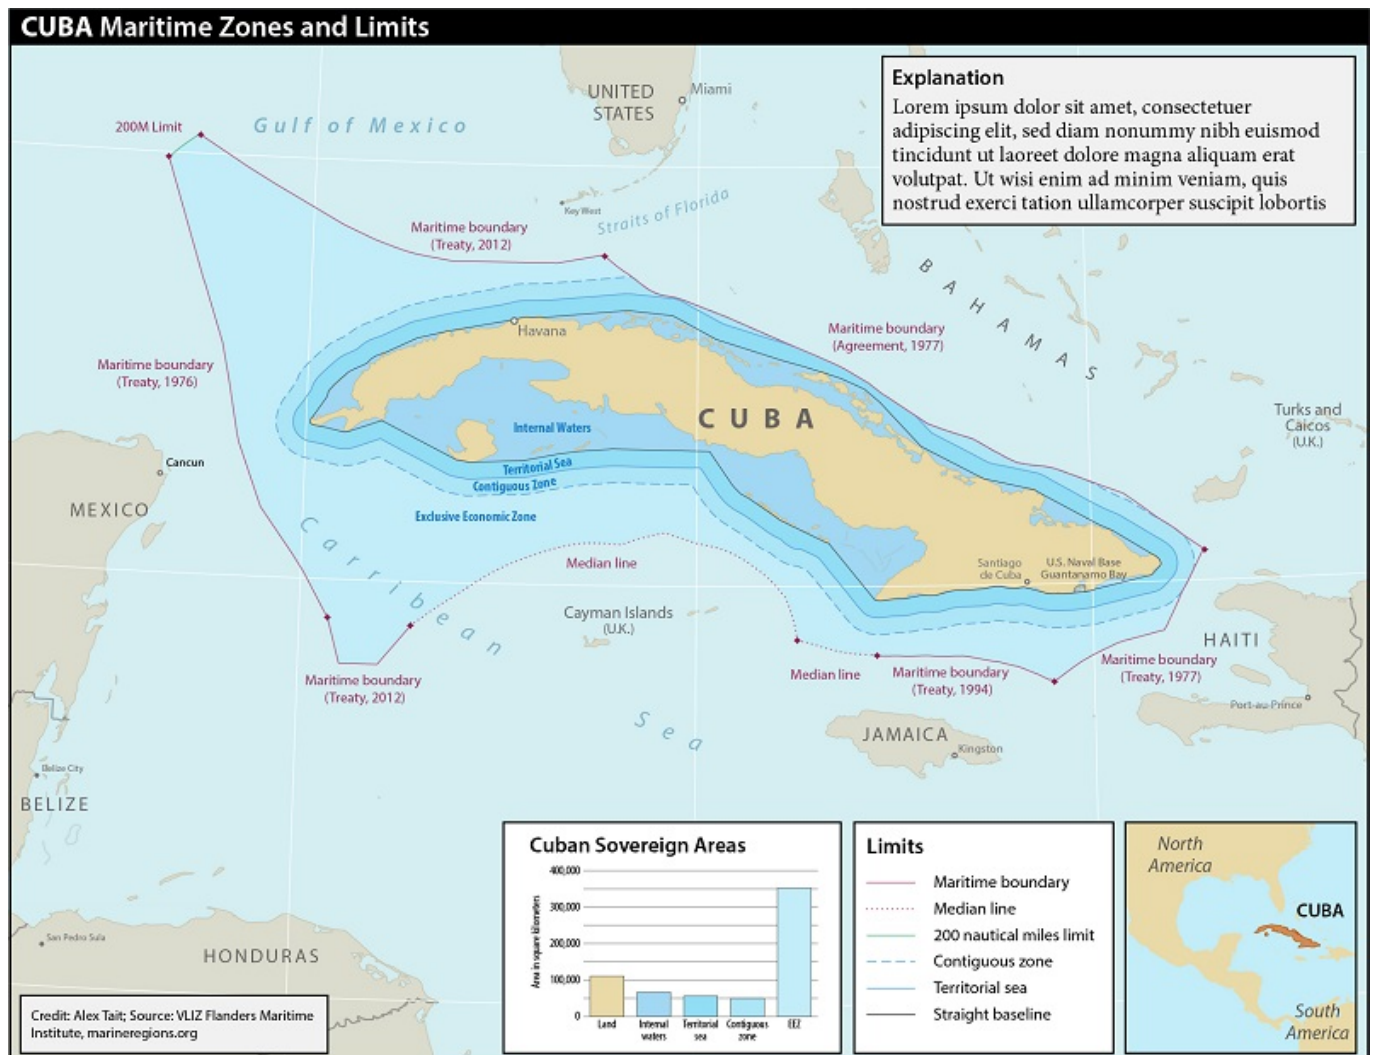 CUBA Maritime Zones and Limits
Explanation
Lorem ipsum dolor sit amet, consectetuer
adipiscing elit, sed diam nonummy nibh euismod
tincidunt ut laoreet dolore magna aliquam erat
volutpat. Ut wisi enim ad minim veniam, quis
nostrud exerci tation ullamcorper suscipit lobortis
UNITED
STATES
Miami
200M Limit
Gulf of Mexico
Key West
Straits of Florida
Maritime boundary
(Treaty, 2012)
BAHAMAS
Havana
Maritime boundary
(Agreement, 1977)
Maritime boundary
(Treaty, 1976)
CUBA
Turks and
Caicos
(U.K.)
Internal Waters
Territorial Sea
Contiguous Zone
Exclusive Economic Zone
Cancun
MEXICO
Carribean
Sea
Median line
Santiago
de Cuba
U.S. Naval Base
Guantanamo Bay
Cayman Islands
(U.K.)
HAITI
Maritime boundary
(Treaty, 2012)
Median line
Maritime boundary
(Treaty, 1994)
Maritime boundary
(Treaty, 1977)
Port-au-Prince
JAMAICA
Kingston
Belize City
BELIZE
San Pedro Sula
HONDURAS
Credit: Alex Tait; Source: VLIZ Flanders Maritime
Institute, marineregions.org
Cuban Sovereign Areas
Area in square kilometers
400,000
300,000
200,000
100,000
0
Land
Internal
waters
Territorial
sea
Contiguous
zone
EEZ
Limits
Maritime boundary
Median line
200 nautical miles limit
Contiguous zone
Territorial sea
Straight baseline
North
America
CUBA
South
America